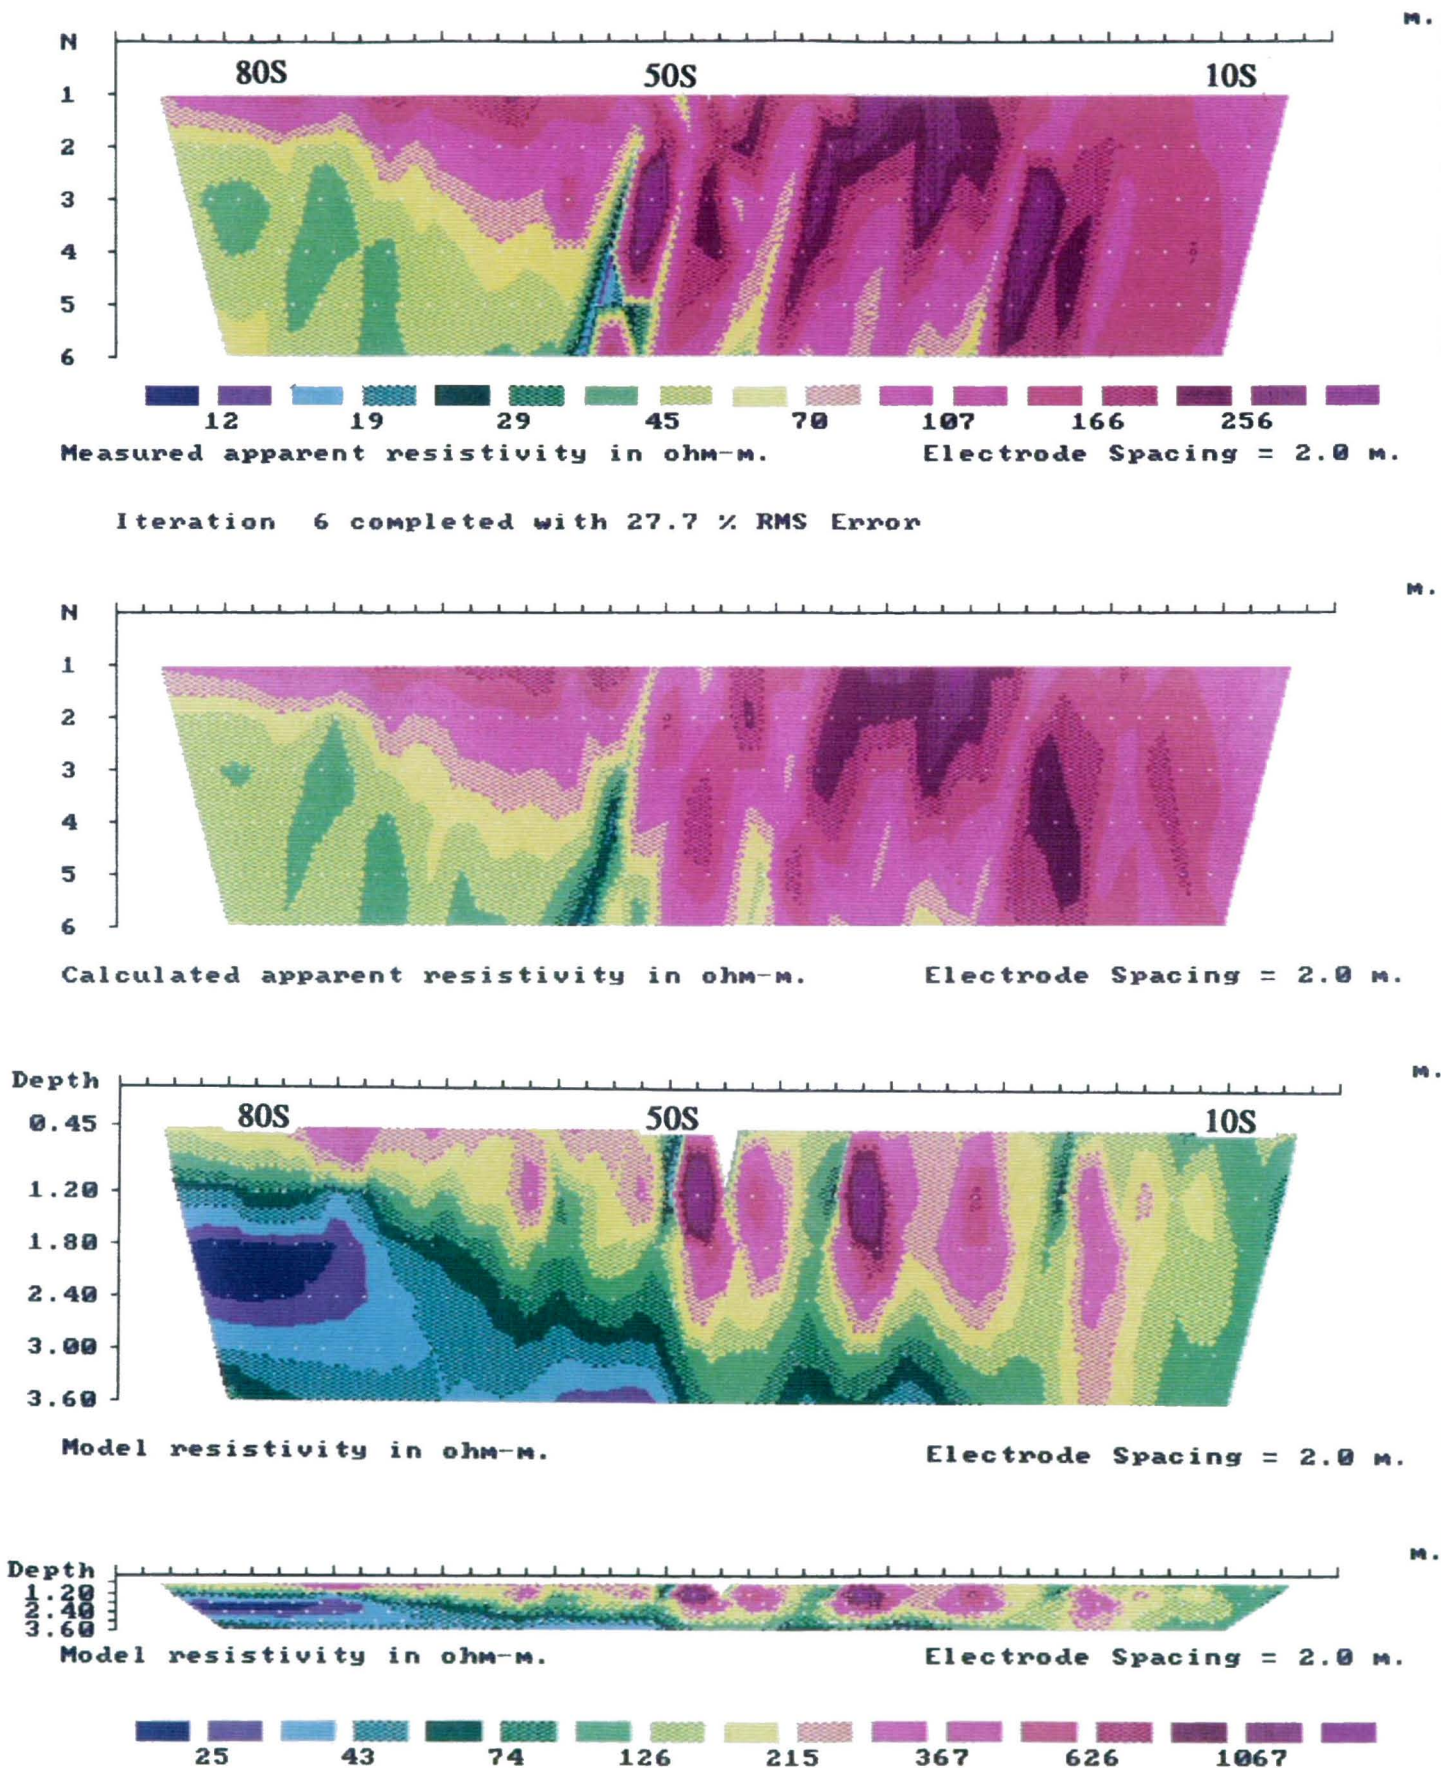 м.
N
80S 50S 10S
1
2
3
4
5
6
12 19 29 45 70 107 166 256
Measured apparent resistivity in ohm-m. Electrode Spacing = 2.0 m.
Iteration 6 completed with 27.7 % RMS Error
m.
N
1
2
3
4
5
6
Calculated apparent resistivity in ohm-m. Electrode Spacing = 2.0 m.
m.
Depth
80S 50S 10S
0.45
1.20
1.80
2.40
3.00
3.60
Model resistivity in ohm-m. Electrode Spacing = 2.0 m.
m.
Depth
1.20
2.40
3.60
Model resistivity in ohm-m. Electrode Spacing = 2.0 m.
25 43 74 126 215 367 626 1067